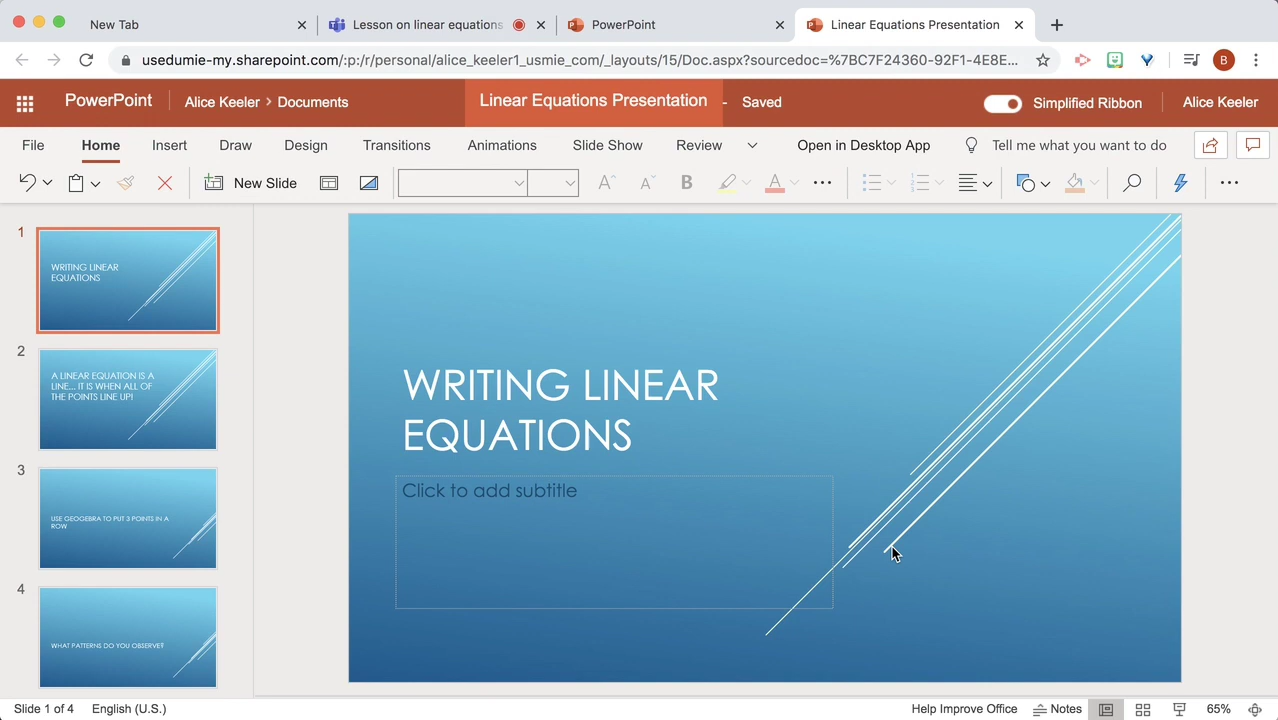 New Tab
Lesson on linear equations
PowerPoint
Linear Equations Presentation
usedumie-my.sharepoint.com/:p:/r/personal/alice_keeler1_usmie_com/_layouts/15/Doc.aspx?sourcedoc=%7BC7F24360-92F1-4E8E...
B
PowerPoint
Alice Keeler > Documents
Linear Equations Presentation - Saved
Simplified Ribbon
Alice Keeler
File Home Insert Draw Design Transitions Animations Slide Show Review Open in Desktop App Tell me what you want to do
New Slide
A A B A
1
WRITING LINEAR
EQUATIONS
2
A LINEAR EQUATION IS A
LINE... IT IS WHEN ALL OF
THE POINTS LINE UP!
3
USE GEOGEBRA TO PUT 3 POINTS IN A
ROW
4
WHAT PATTERNS DO YOU OBSERVE?
WRITING LINEAR
EQUATIONS
Click to add subtitle
Slide 1 of 4 English (U.S.) Help Improve Office Notes 65%